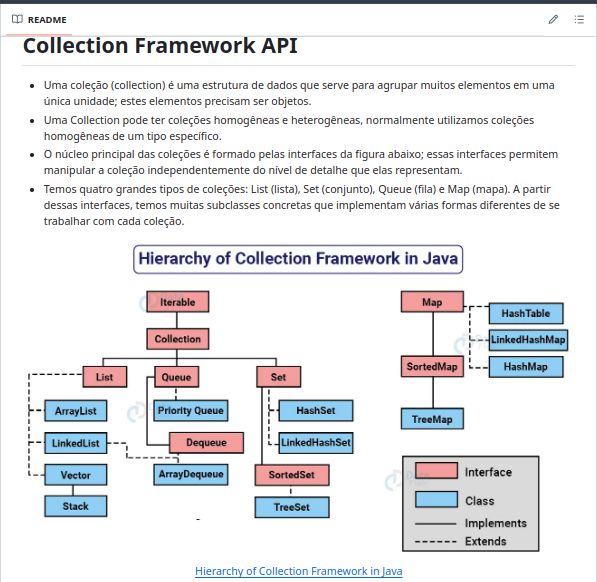 README
Collection Framework API
Uma coleção (collection) é uma estrutura de dados que serve para agrupar muitos elementos em uma
única unidade; estes elementos precisam ser objetos.
Uma Collection pode ter coleções homogêneas e heterogêneas, normalmente utilizamos coleções
homogêneas de um tipo específico.
O núcleo principal das coleções é formado pelas interfaces da figura abaixo; essas interfaces permitem
manipular a coleção independentemente do nível de detalhe que elas representam.
Temos quatro grandes tipos de coleções: List (lista), Set (conjunto), Queue (fila) e Map (mapa). A partir
dessas interfaces, temos muitas subclasses concretas que implementam várias formas diferentes de se
trabalhar com cada coleção.
Hierarchy of Collection Framework in Java
Iterable
Map
HashTable
Collection
LinkedHashMap
List
Queue
Set
SortedMap
HashMap
ArrayList
Priority Queue
HashSet
TreeMap
LinkedList
Dequeue
LinkedHashSet
Vector
ArrayDequeue
SortedSet
Interface
Stack
TreeSet
Class
Implements
Extends
Hierarchy of Collection Framework in Java